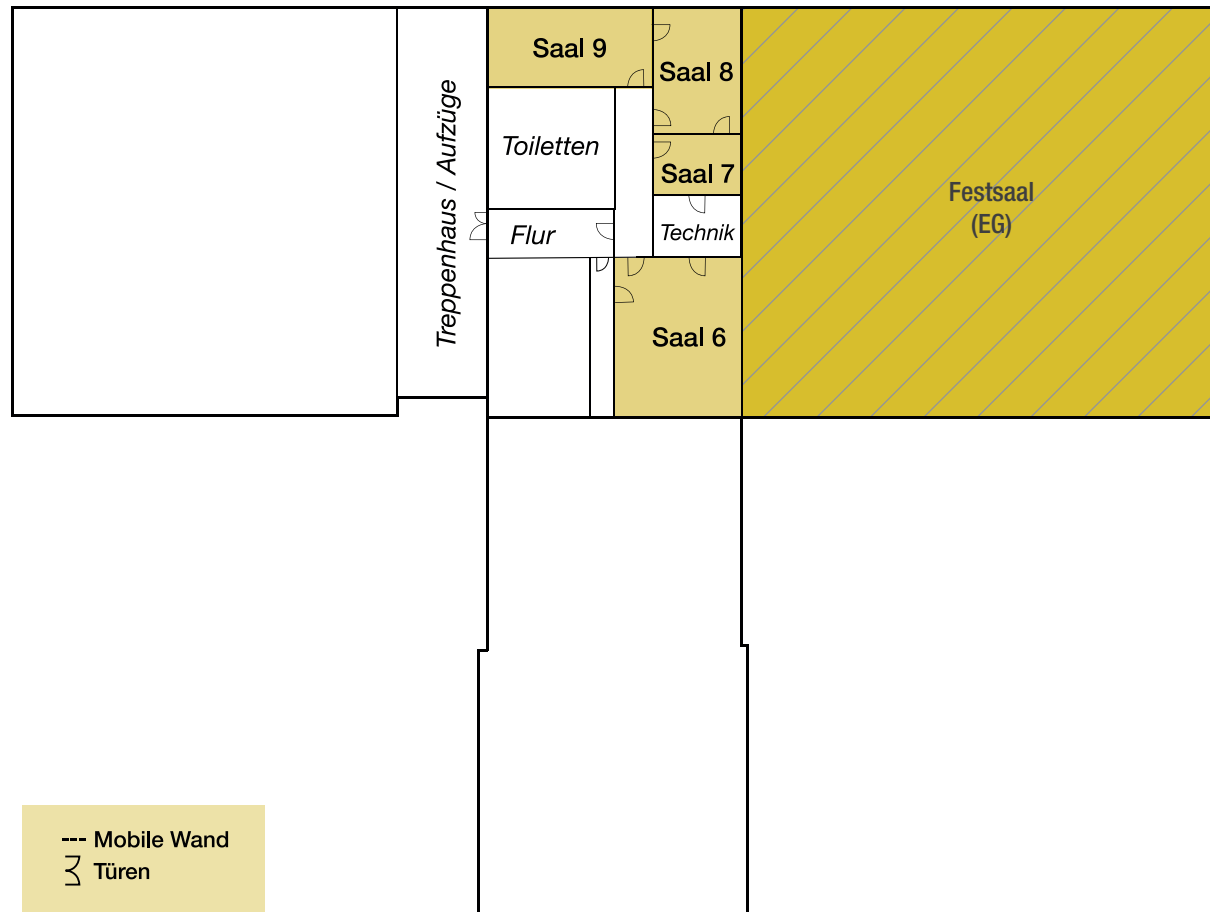 Saal 9
Saal 8
Treppenhaus / Aufzüge
Toiletten
Saal 7
Festsaal
(EG)
Flur
Technik
Saal 6
--- Mobile Wand
Türen